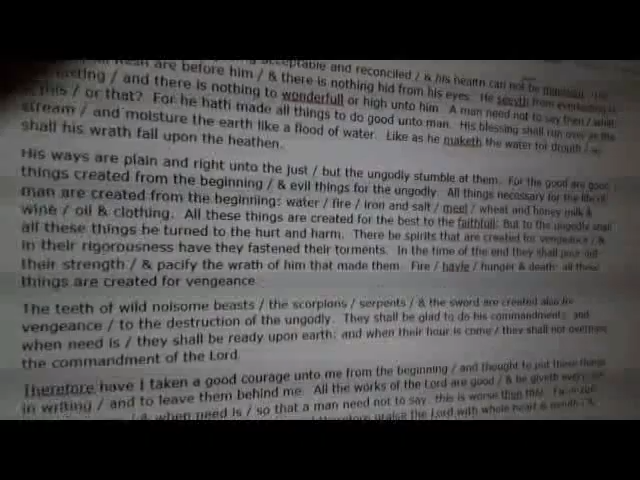 flesh are before him / & there is nothing hid from his eyes. He seeth from everlasting to
/ and there is nothing to wonderfull or high unto him. A man need not to say then / what
is this / or that? For he hath made all things to do good unto man. His blessing shall run over as the
stream / and moisture the earth like a flood of water. Like as he maketh the water for drouth /
shall his wrath fall upon the heathen.
His ways are plain and right unto the just / but the ungodly stumble at them. For the good are good
things created from the beginning / & evil things for the ungodly. All things necessary for the life of
man are created from the beginning: water / fire / iron and salt / meel / wheat and honey milk &
wine / oil & clothing. All these things are created for the best to the faithfull: But to the ungodly shall
all these things be turned to the hurt and harm. There be spirits that are created for vengeance / &
in their rigorousness have they fastened their torments. In the time of the end they shall pour out
their strength / & pacify the wrath of him that made them. Fire / hayle / hunger & death: all these
things are created for vengeance
The teeth of wild noisome beasts / the scorpions / serpents / & the sword are created also for
vengeance / to the destruction of the ungodly. They shall be glad to do his commandments: and
when need is / they shall be ready upon earth: and when their hour is come / they shall not overtreat
the commandment of the Lord
Therefore have I taken a good courage unto me from the beginning / and thought to put these things
in writing / and to leave them behind me. All the works of the Lord are good / & he giveth every
& when need is / so that a man need not to say: this is worse than this.
therefore praise the Lord with whole heart & mouth /